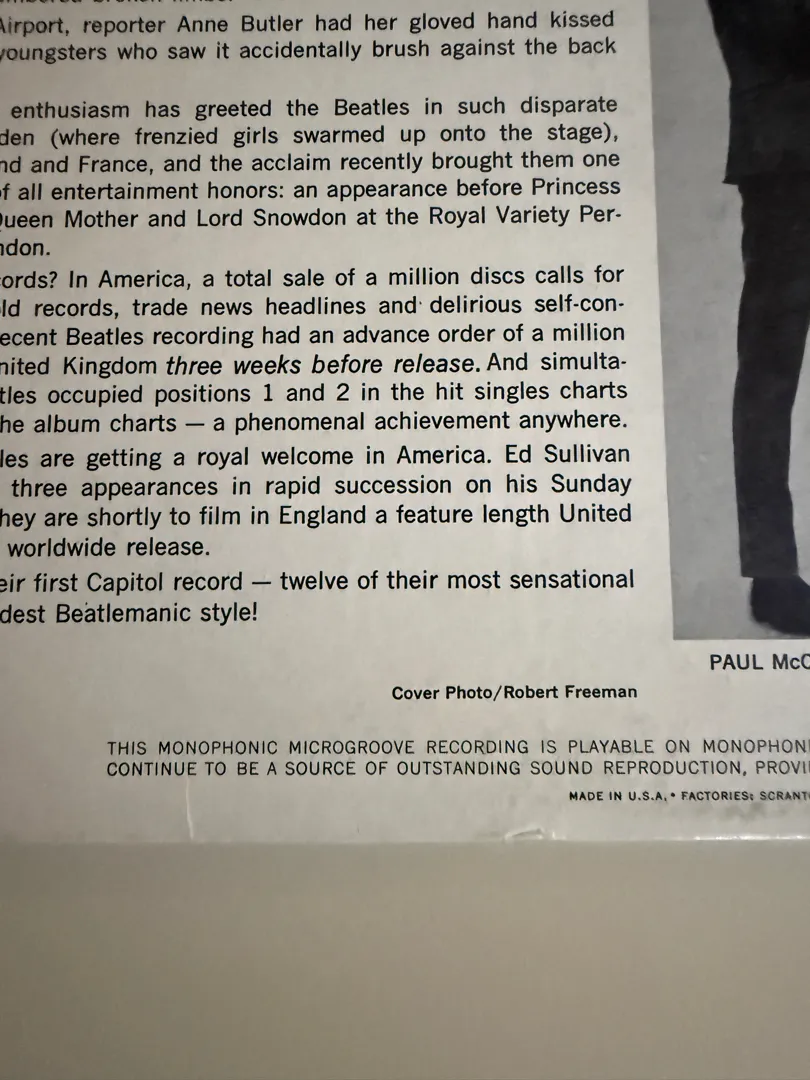 Airport, reporter Anne Butler had her gloved hand kissed
youngsters who saw it accidentally brush against the back
enthusiasm has greeted the Beatles in such disparate
den (where frenzied girls swarmed up onto the stage),
nd and France, and the acclaim recently brought them one
of all entertainment honors: an appearance before Princess
Queen Mother and Lord Snowdon at the Royal Variety Per-
ndon.
ords? In America, a total sale of a million discs calls for
ld records, trade news headlines and delirious self-con-
ecent Beatles recording had an advance order of a million
nited Kingdom three weeks before release. And simulta-
tles occupied positions 1 and 2 in the hit singles charts
he album charts — a phenomenal achievement anywhere.
les are getting a royal welcome in America. Ed Sullivan
three appearances in rapid succession on his Sunday
hey are shortly to film in England a feature length United
worldwide release.
eir first Capitol record — twelve of their most sensational
dest Beatlemanic style!
PAUL McC
Cover Photo/Robert Freeman
THIS MONOPHONIC MICROGROOVE RECORDING IS PLAYABLE ON MONOPHONI
CONTINUE TO BE A SOURCE OF OUTSTANDING SOUND REPRODUCTION, PROVI
MADE IN U.S.A. • FACTORIES: SCRANT